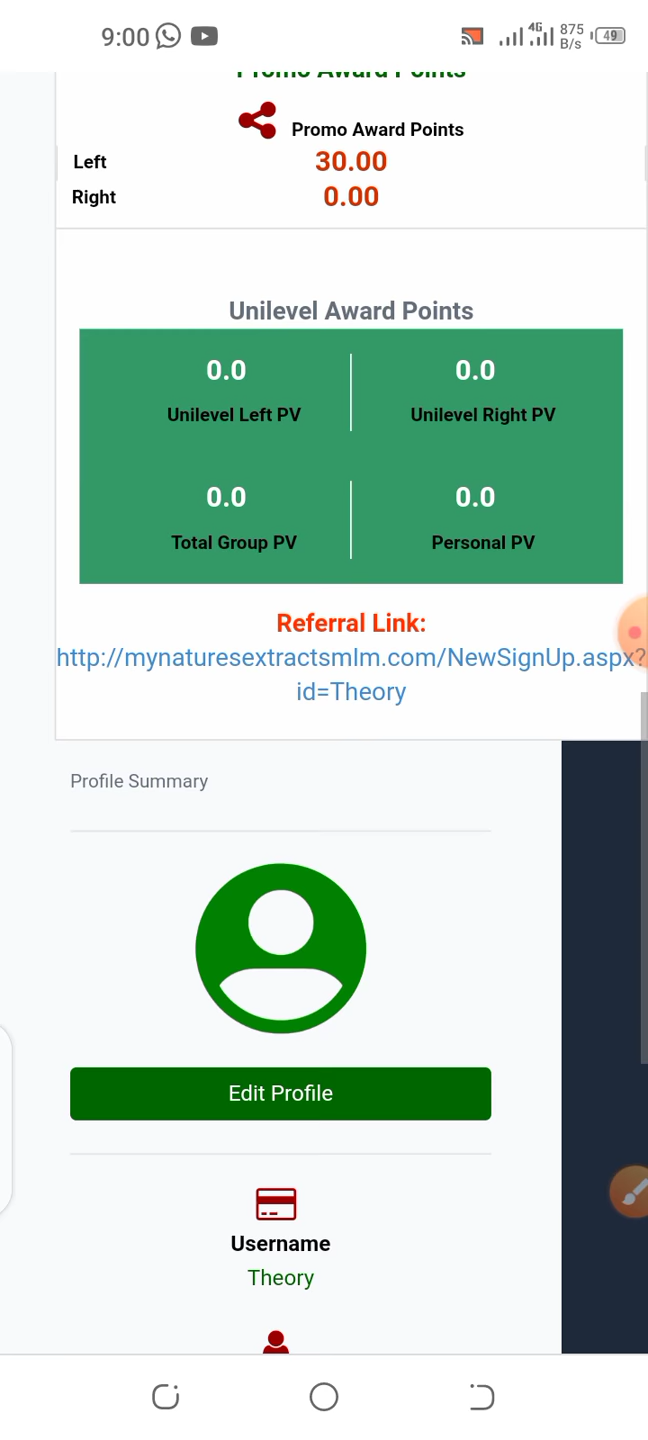 9:00
4G
875
B/s
49
Promo Award Points
Promo Award Points
Left 30.00
Right 0.00
Unilevel Award Points
0.0 0.0
Unilevel Left PV Unilevel Right PV
0.0 0.0
Total Group PV Personal PV
Referral Link:
http://mynaturesextractsmlm.com/NewSignUp.aspx?
id=Theory
Profile Summary
Edit Profile
Username
Theory